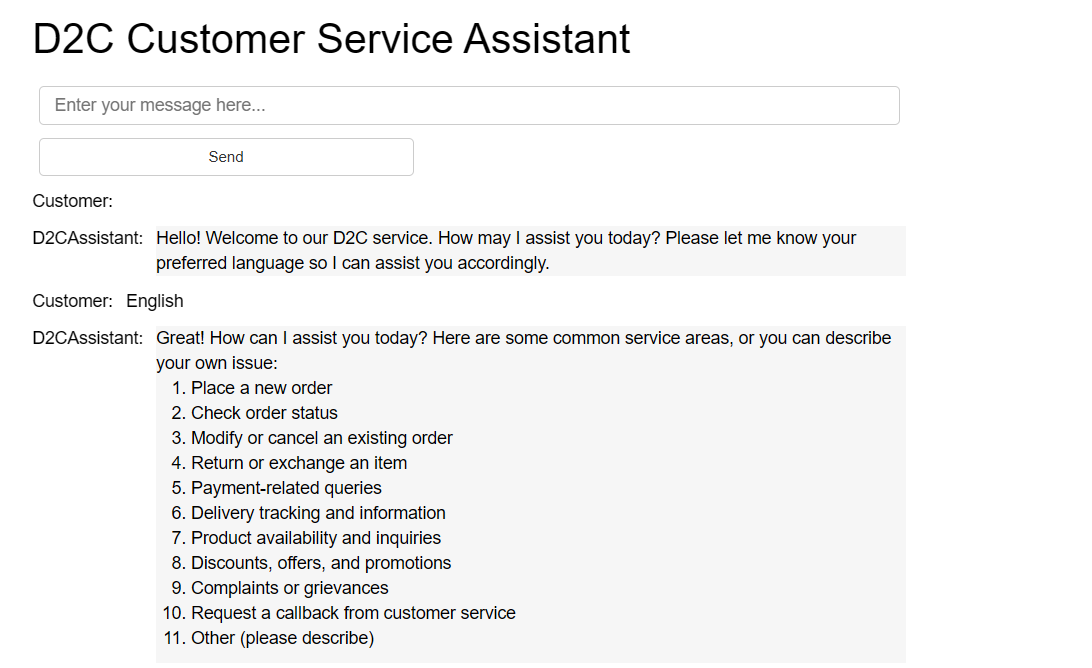 D2C Customer Service Assistant
Enter your message here...
Send
Customer:
D2CAssistant: Hello! Welcome to our D2C service. How may I assist you today? Please let me know your
preferred language so I can assist you accordingly.
Customer: English
D2CAssistant: Great! How can I assist you today? Here are some common service areas, or you can describe
your own issue:
1. Place a new order
2. Check order status
3. Modify or cancel an existing order
4. Return or exchange an item
5. Payment-related queries
6. Delivery tracking and information
7. Product availability and inquiries
8. Discounts, offers, and promotions
9. Complaints or grievances
10. Request a callback from customer service
11. Other (please describe)